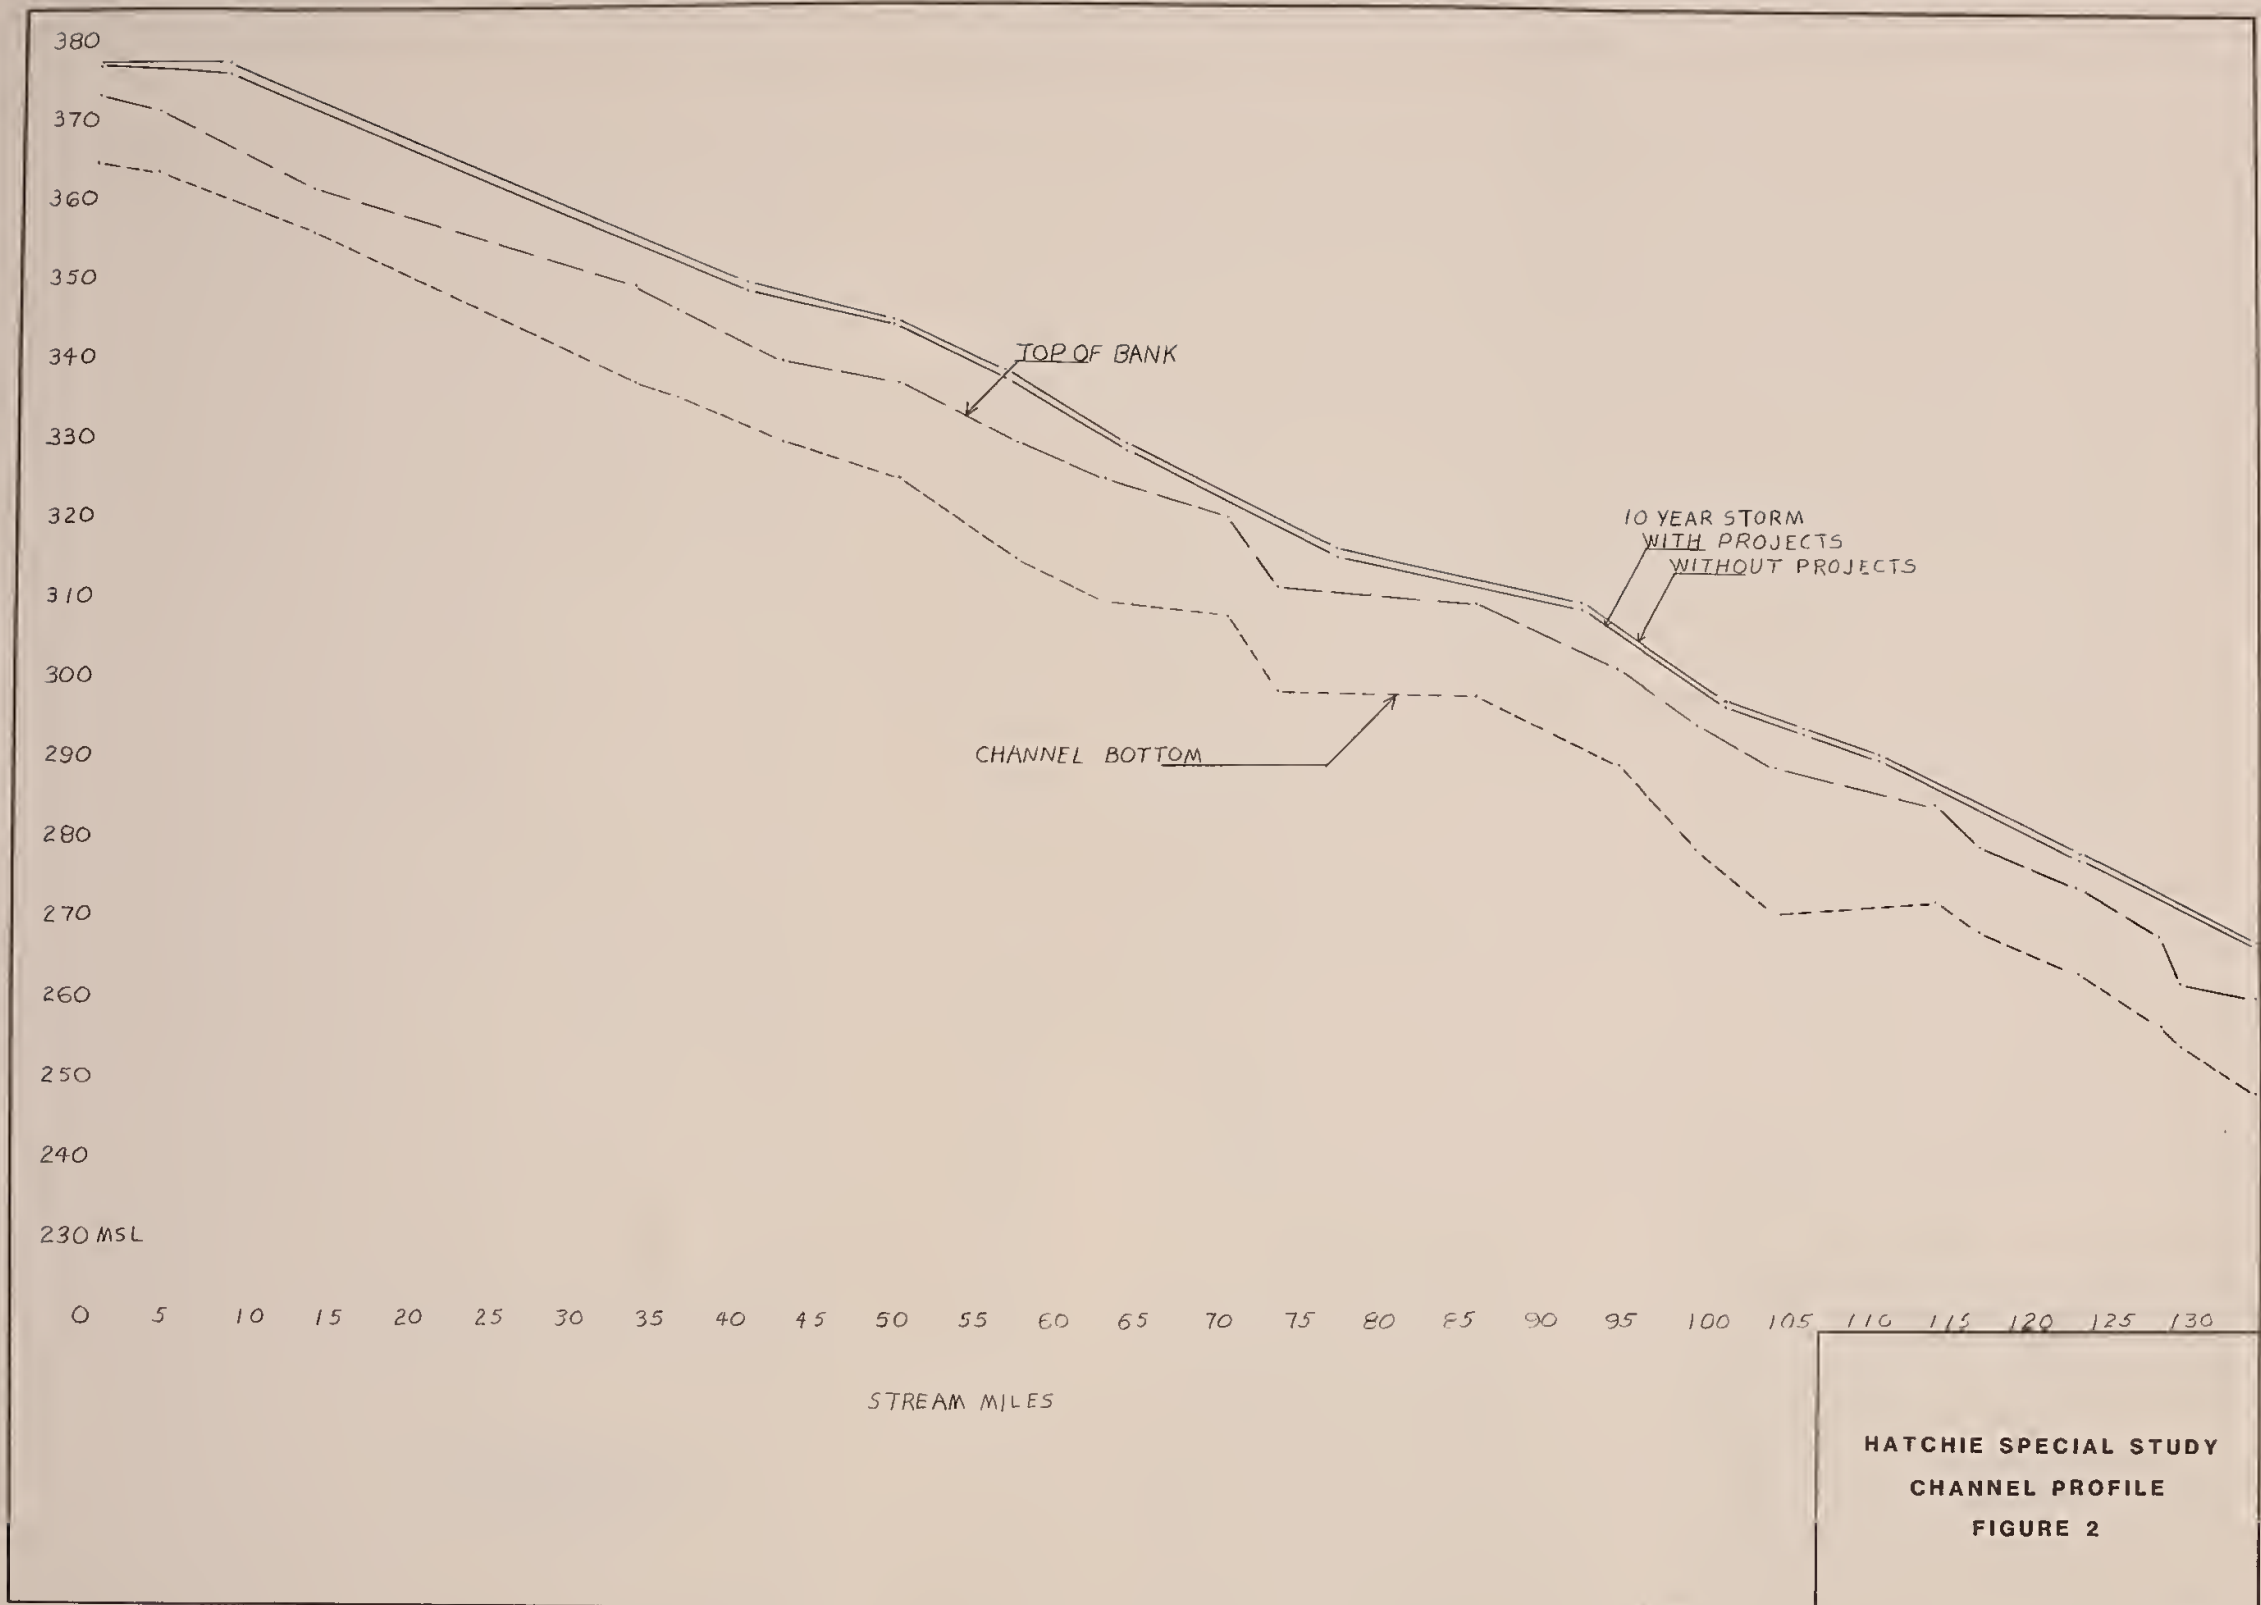 380
370
360
350
340
330
320
310
300
290
280
270
260
250
240
230 MSL
TOP OF BANK
10 YEAR STORM
WITH PROJECTS
WITHOUT PROJECTS
CHANNEL BOTTOM
0 5 10 15 20 25 30 35 40 45 50 55 60 65 70 75 80 85 90 95 100 105 110 115 120 125 130
STREAM MILES
HATCHIE SPECIAL STUDY
CHANNEL PROFILE
FIGURE 2